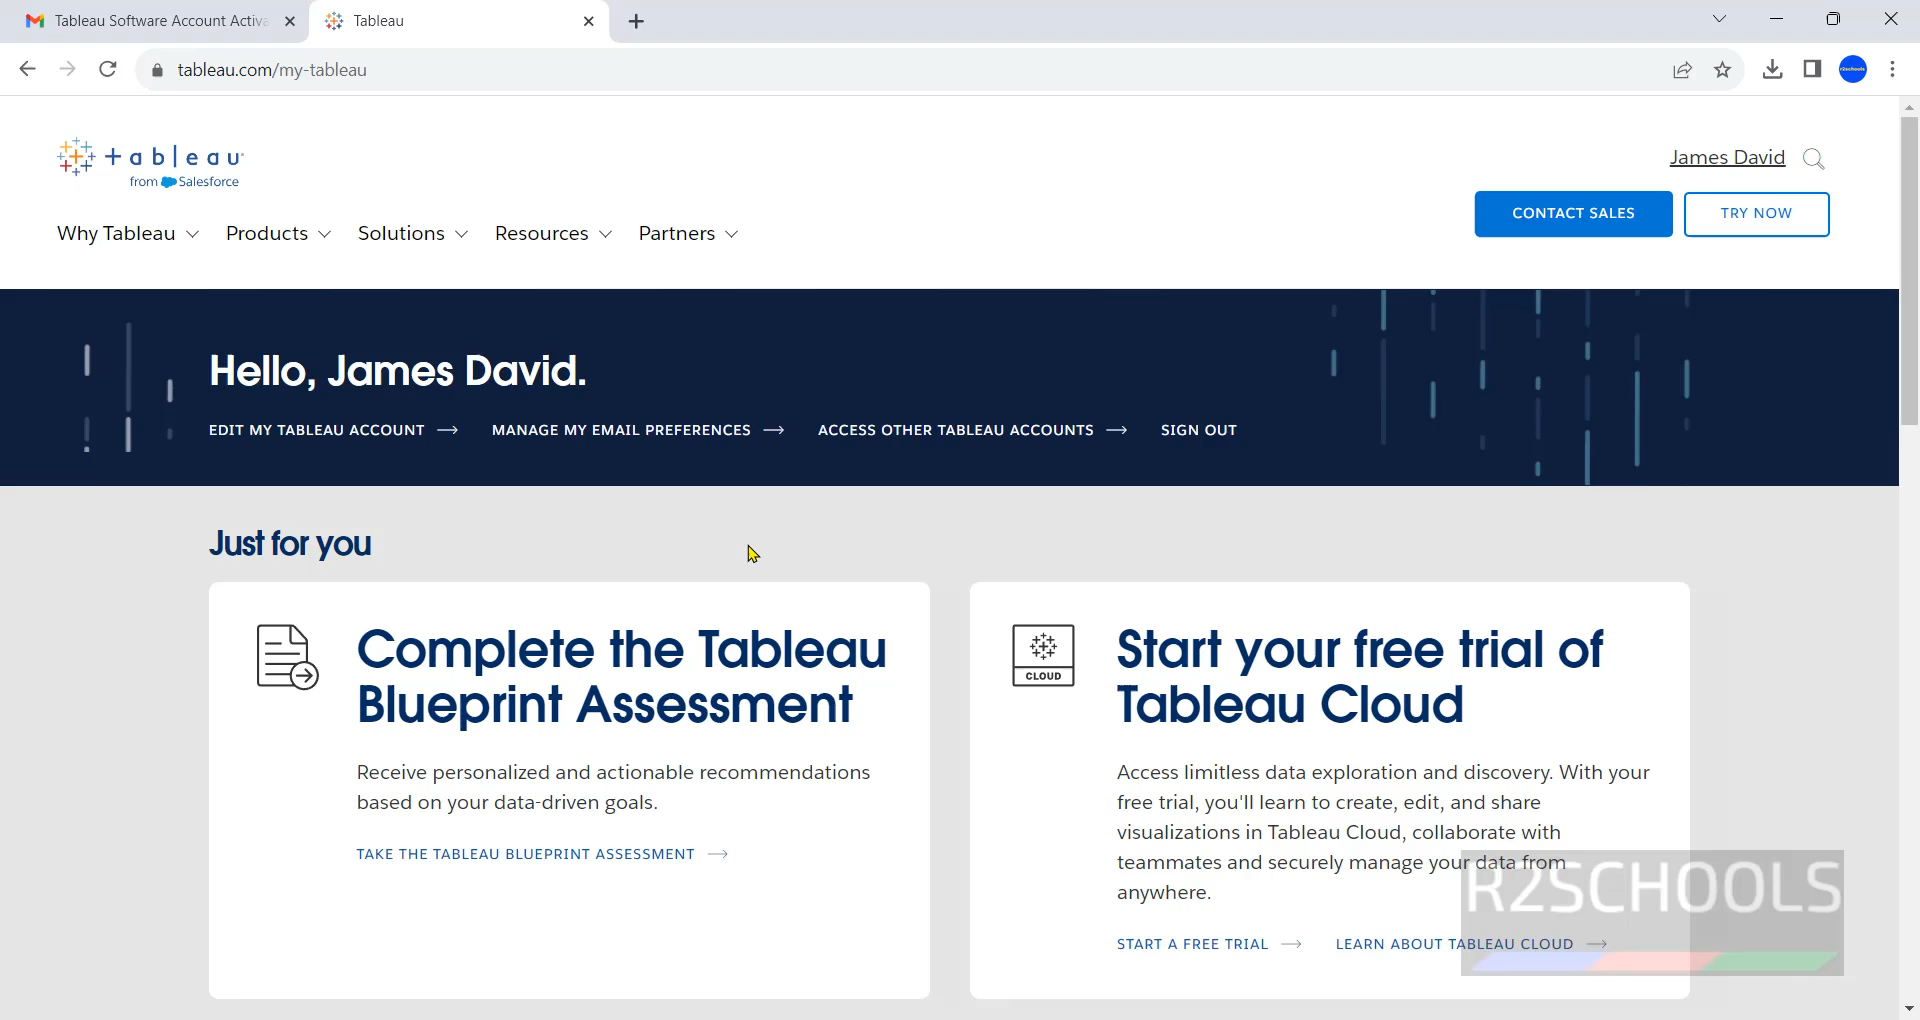 Tableau Software Account Activa
Tableau
tableau.com/my-tableau
r2schools
+ableau
from Salesforce
James David
Why Tableau
Products
Solutions
Resources
Partners
CONTACT SALES
TRY NOW
Hello, James David.
EDIT MY TABLEAU ACCOUNT
MANAGE MY EMAIL PREFERENCES
ACCESS OTHER TABLEAU ACCOUNTS
SIGN OUT
Just for you
Complete the Tableau
Blueprint Assessment
Receive personalized and actionable recommendations
based on your data-driven goals.
TAKE THE TABLEAU BLUEPRINT ASSESSMENT
CLOUD
Start your free trial of
Tableau Cloud
Access limitless data exploration and discovery. With your
free trial, you'll learn to create, edit, and share
visualizations in Tableau Cloud, collaborate with
teammates and securely manage your data from
anywhere.
START A FREE TRIAL
LEARN ABOUT TABLEAU CLOUD
R2SCHOOLS